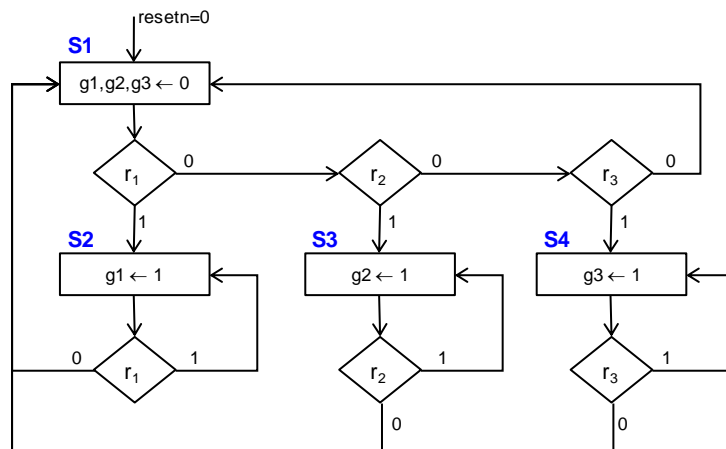 resetn=0
S1
g1,g2,g3 ← 0
r1 0 r2 0 r3 0
1 1 1
S2 S3 S4
g1 ← 1 g2 ← 1 g3 ← 1
0 r1 1 r2 1 r3 1
0 0